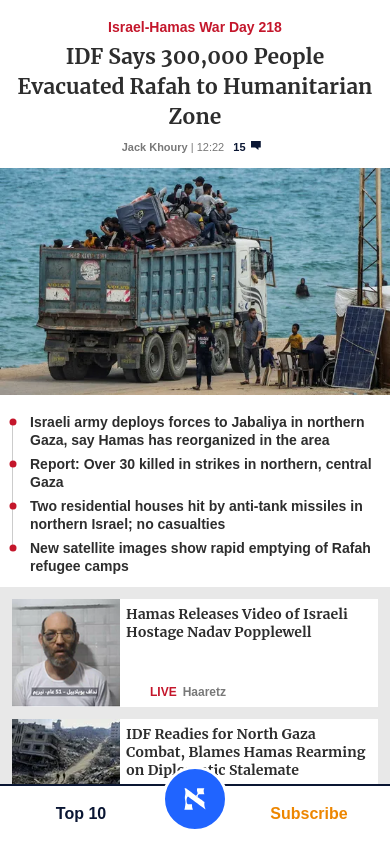 Israel-Hamas War Day 218
IDF Says 300,000 People
Evacuated Rafah to Humanitarian
Zone
Jack Khoury | 12:22 15
Israeli army deploys forces to Jabaliya in northern
Gaza, say Hamas has reorganized in the area
Report: Over 30 killed in strikes in northern, central
Gaza
Two residential houses hit by anti-tank missiles in
northern Israel; no casualties
New satellite images show rapid emptying of Rafah
refugee camps
Hamas Releases Video of Israeli
Hostage Nadav Popplewell
LIVE Haaretz
IDF Readies for North Gaza
Combat, Blames Hamas Rearming
on Diplomatic Stalemate
Top 10
Subscribe